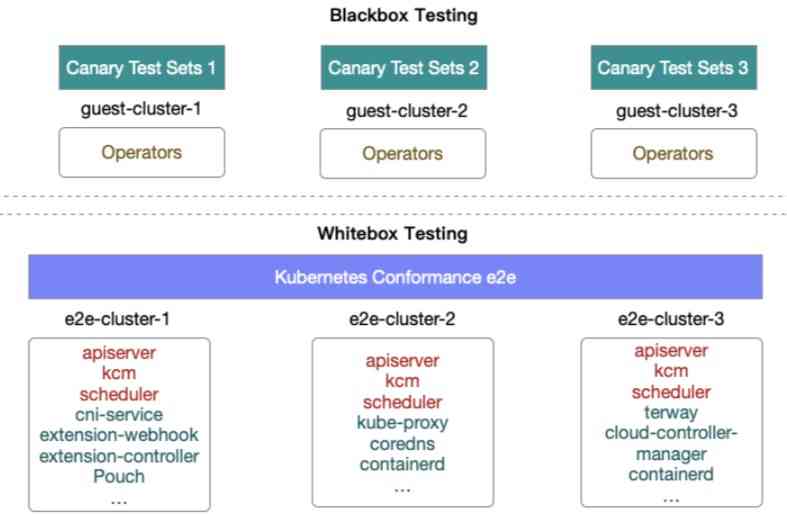 Blackbox Testing
Canary Test Sets 1
Canary Test Sets 2
Canary Test Sets 3
guest-cluster-1
guest-cluster-2
guest-cluster-3
Operators
Operators
Operators
Whitebox Testing
Kubernetes Conformance e2e
e2e-cluster-1
apiserver
kcm
scheduler
cni-service
extension-webhook
extension-controller
Pouch
...
e2e-cluster-2
apiserver
kcm
scheduler
kube-proxy
coredns
containerd
...
e2e-cluster-3
apiserver
kcm
scheduler
terway
cloud-controller-
manager
containerd
...